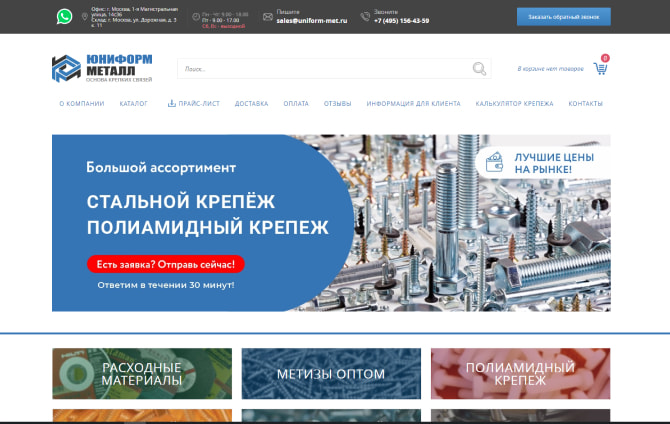 Офис: г. Москва, 1-я Магистральная
улица, 14с36
Склад: г. Москва, ул. Дорожная, д. 3
к. 11
Пн - Чт: 9.00 - 18.00
Пт - 9.00 - 17.00
Сб, Вс - выходной
Пишите
sales@uniform-met.ru
Звоните
+7 (495) 156-43-59
Заказать обратный звонок
ЮНИФОРМ
МЕТАЛЛ
ОСНОВА КРЕПКИХ СВЯЗЕЙ
Поиск...
В корзине нет товаров
0
О КОМПАНИИ КАТАЛОГ ПРАЙС-ЛИСТ ДОСТАВКА ОПЛАТА ОТЗЫВЫ ИНФОРМАЦИЯ ДЛЯ КЛИЕНТА КАЛЬКУЛЯТОР КРЕПЕЖА КОНТАКТЫ
Большой ассортимент
СТАЛЬНОЙ КРЕПЁЖ
ПОЛИАМИДНЫЙ КРЕПЕЖ
Есть заявка? Отправь сейчас!
Ответим в течении 30 минут!
ЛУЧШИЕ ЦЕНЫ
НА РЫНКЕ!
РАСХОДНЫЕ
МАТЕРИАЛЫ
МЕТИЗЫ ОПТОМ
ПОЛИАМИДНЫЙ
КРЕПЕЖ